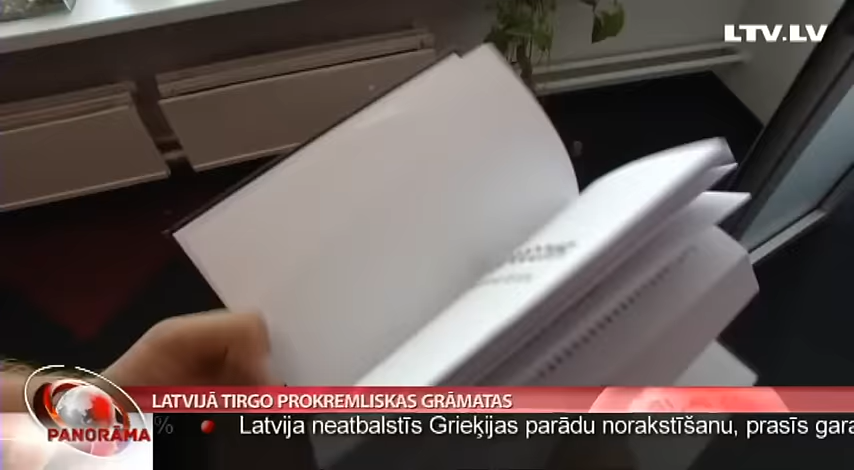 LTV.LV
LATVIJĀ TIRGO PROKREMLISKAS GRĀMATAS
PANORĀMA
% Latvija neatbalstīs Grieķijas parādu norakstīšanu, prasīs gara